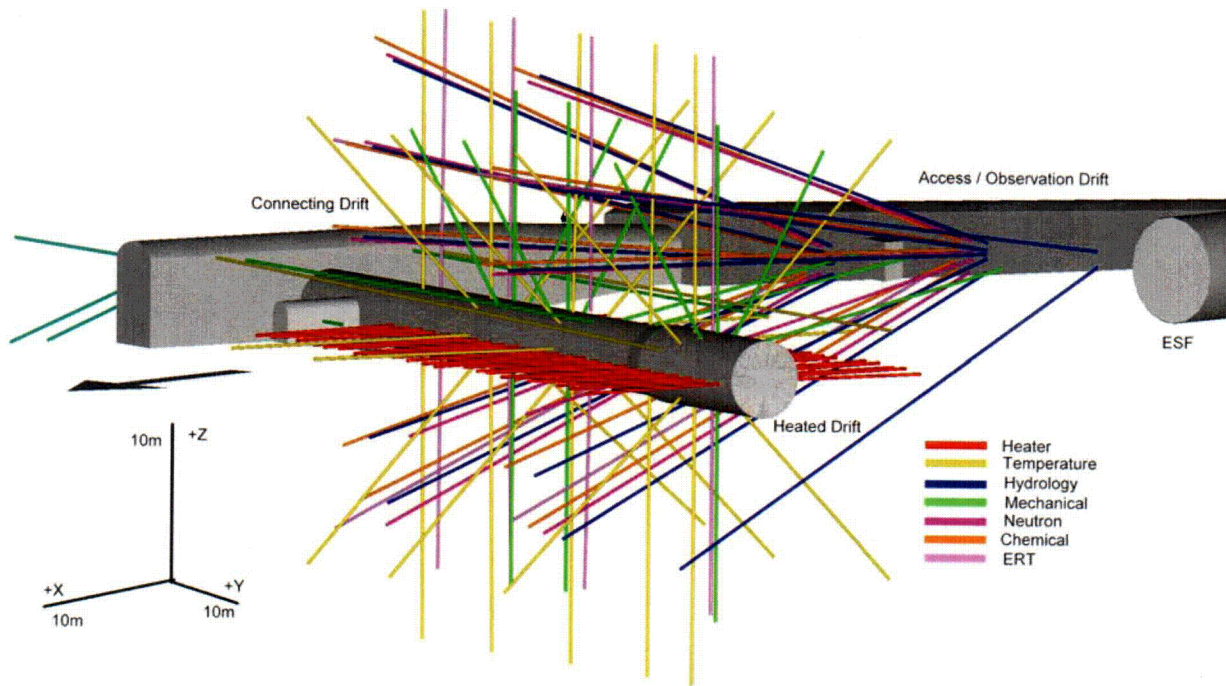 Access / Observation Drift
Connecting Drift
ESF
Heated Drift
Heater
Temperature
Hydrology
Mechanical
Neutron
Chemical
ERT
10m
+Z
+X
10m
+Y
10m